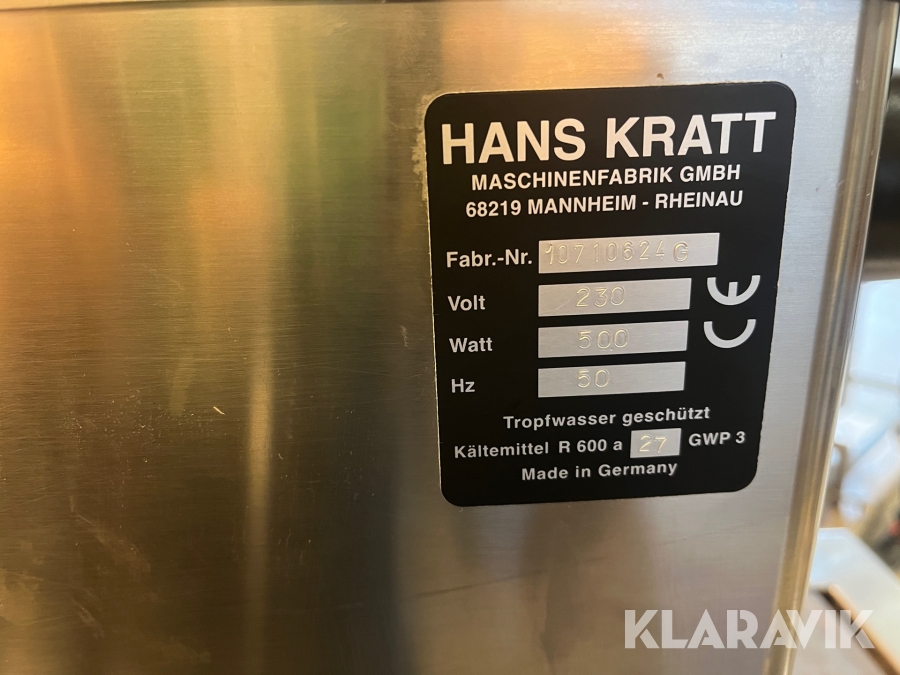 HANS KRATT
MASCHINENFABRIK GMBH
68219 MANNHEIM - RHEINAU
Fabr.-Nr. 10710624G
Volt 230
Watt 500
Hz 50
CE
Tropfwasser geschützt
Kältemittel R 600 a 27 GWP 3
Made in Germany
KLARAVIK